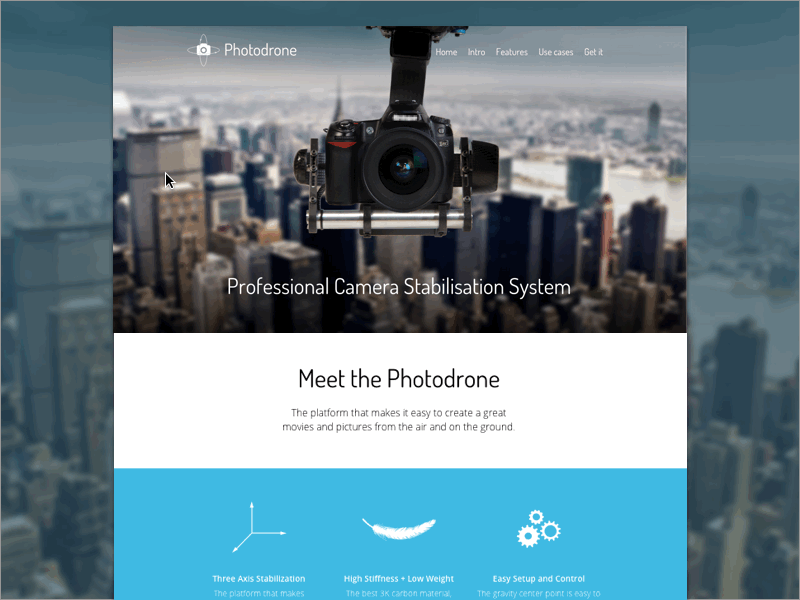 Photodrone
Home Intro Features Use cases Get it
Professional Camera Stabilisation System
Meet the Photodrone
The platform that makes it easy to create a great
movies and pictures from the air and on the ground.
Three Axis Stabilization High Stiffness + Low Weight Easy Setup and Control
The platform that makes The best 3K carbon material, The gravity center point is easy to